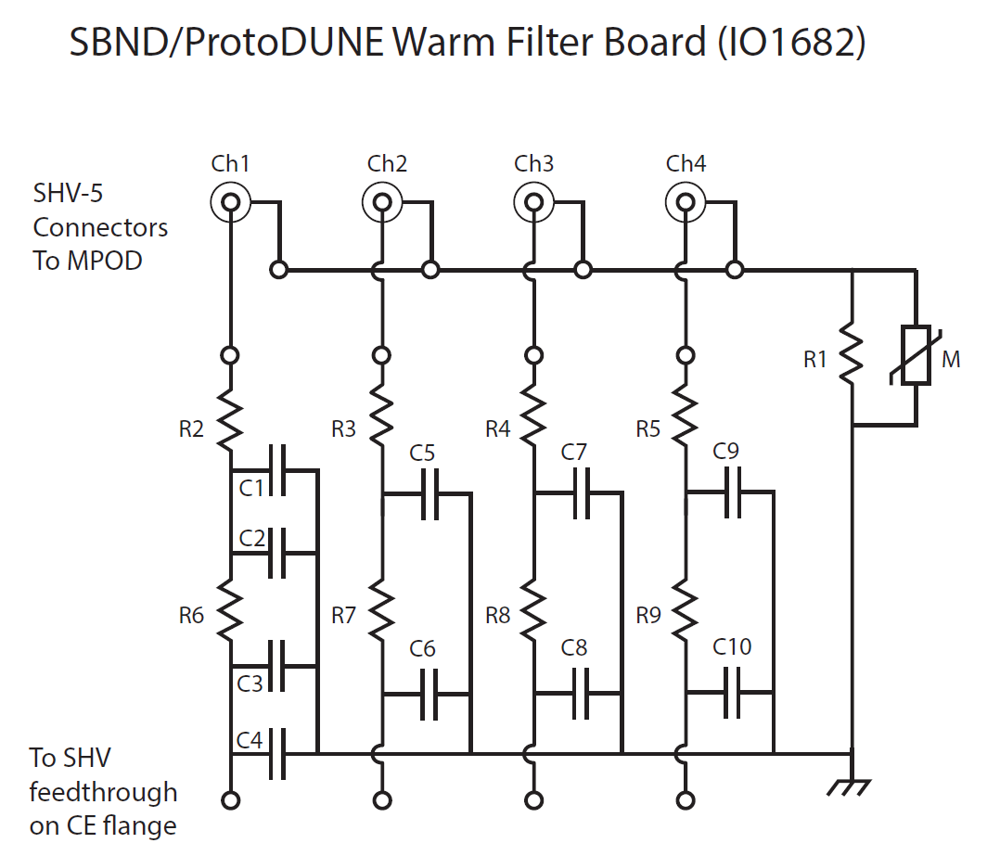 SBND/ProtoDUNE Warm Filter Board (IO1682)
Ch1 Ch2 Ch3 Ch4
SHV-5
Connectors
To MPOD
R1 M
R2 R3 R4 R5
C5 C7 C9
C1
C2
R6 R7 R8 R9
C6 C8 C10
C3
C4
To SHV
feedthrough
on CE flange